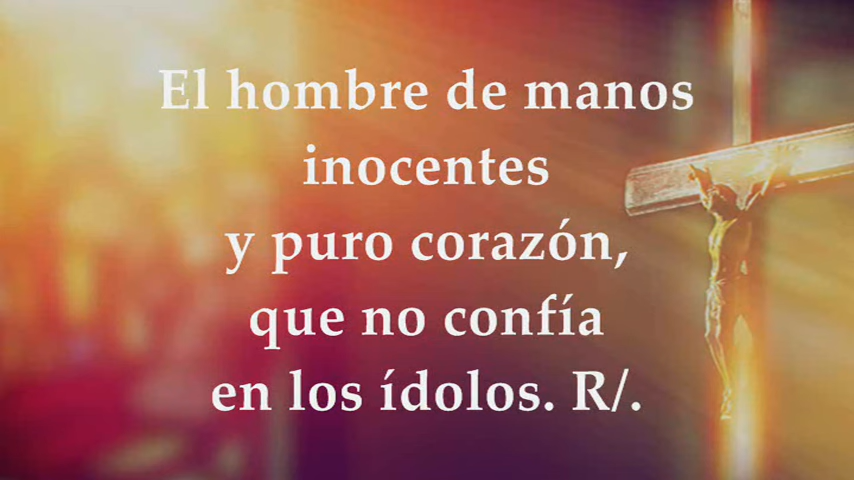 El hombre de manos
inocentes
y puro corazón,
que no confía
en los ídolos. R/.